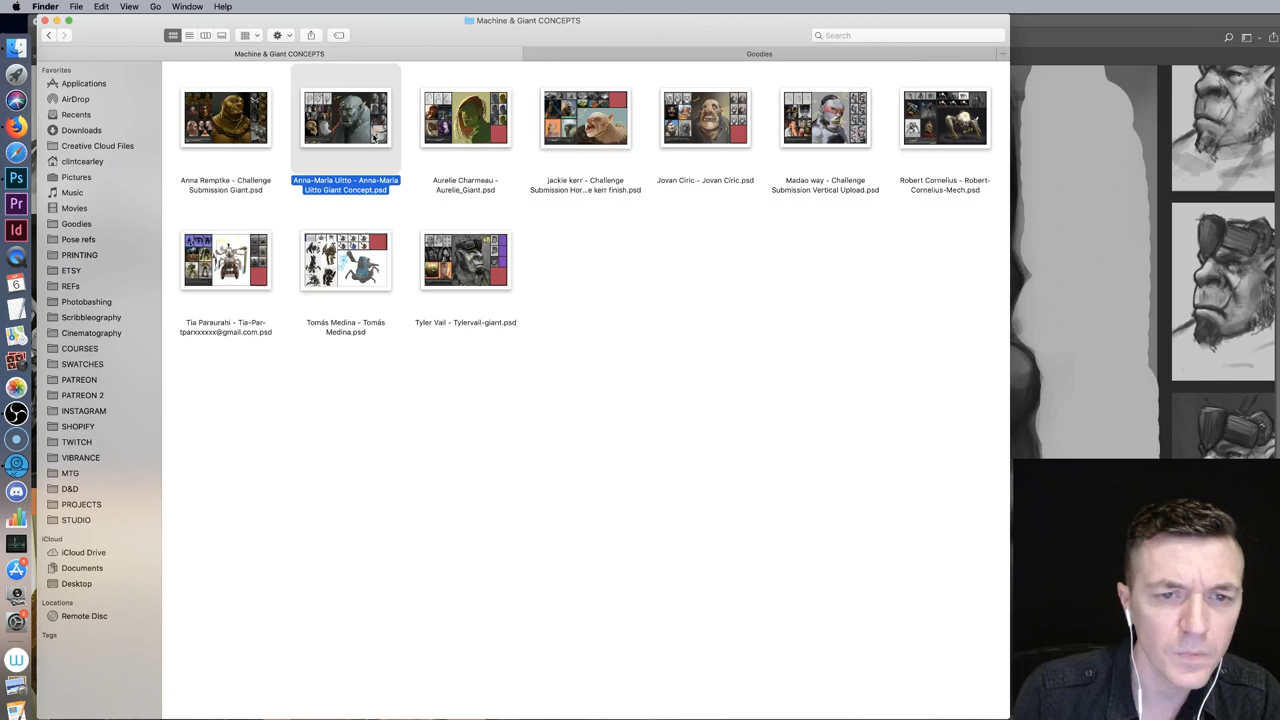 Finder File Edit View Go Window Help
Machine & Giant CONCEPTS
Search
Machine & Giant CONCEPTS Goodies
Favorites
Applications
AirDrop
Recents
Downloads
Creative Cloud Files
clintcearley
Pictures
Music
Movies
Goodies
Pose refs
PRINTING
ETSY
REFs
Photobashing
Scribbleography
Cinematography
COURSES
SWATCHES
PATREON
PATREON 2
INSTAGRAM
SHOPIFY
TWITCH
VIBRANCE
MTG
D&D
PROJECTS
STUDIO
iCloud
iCloud Drive
Documents
Desktop
Locations
Remote Disc
Tags
Anna Remptke - Challenge
Submission Giant.psd
Anna-Maria Uitto - Anna-Maria
Uitto Giant Concept.psd
Aurelie Charmeau -
Aurelie_Giant.psd
jackie kerr - Challenge
Submission Hor...e kerr finish.psd
Jovan Ciric - Jovan Ciric.psd
Madao way - Challenge
Submission Vertical Upload.psd
Robert Cornelius - Robert-
Cornelius-Mech.psd
Tia Paraurahi - Tia-Par-
tparxxxxxx@gmail.com.psd
Tomás Medina - Tomás
Medina.psd
Tyler Vail - Tylervail-giant.psd
Ps
Pr
Id
6
W